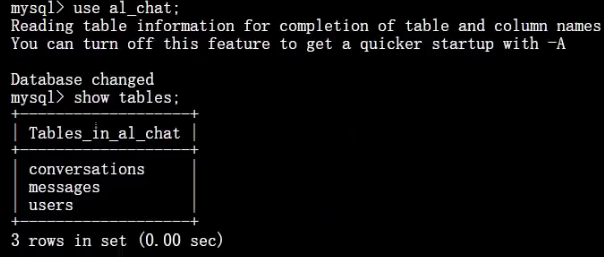 mysql> use al_chat;
Reading table information for completion of table and column names
You can turn off this feature to get a quicker startup with -A
Database changed
mysql> show tables;
+-------------------+
| Tables_in_al_chat |
+-------------------+
| conversations     |
| messages          |
| users             |
+-------------------+
3 rows in set (0.00 sec)